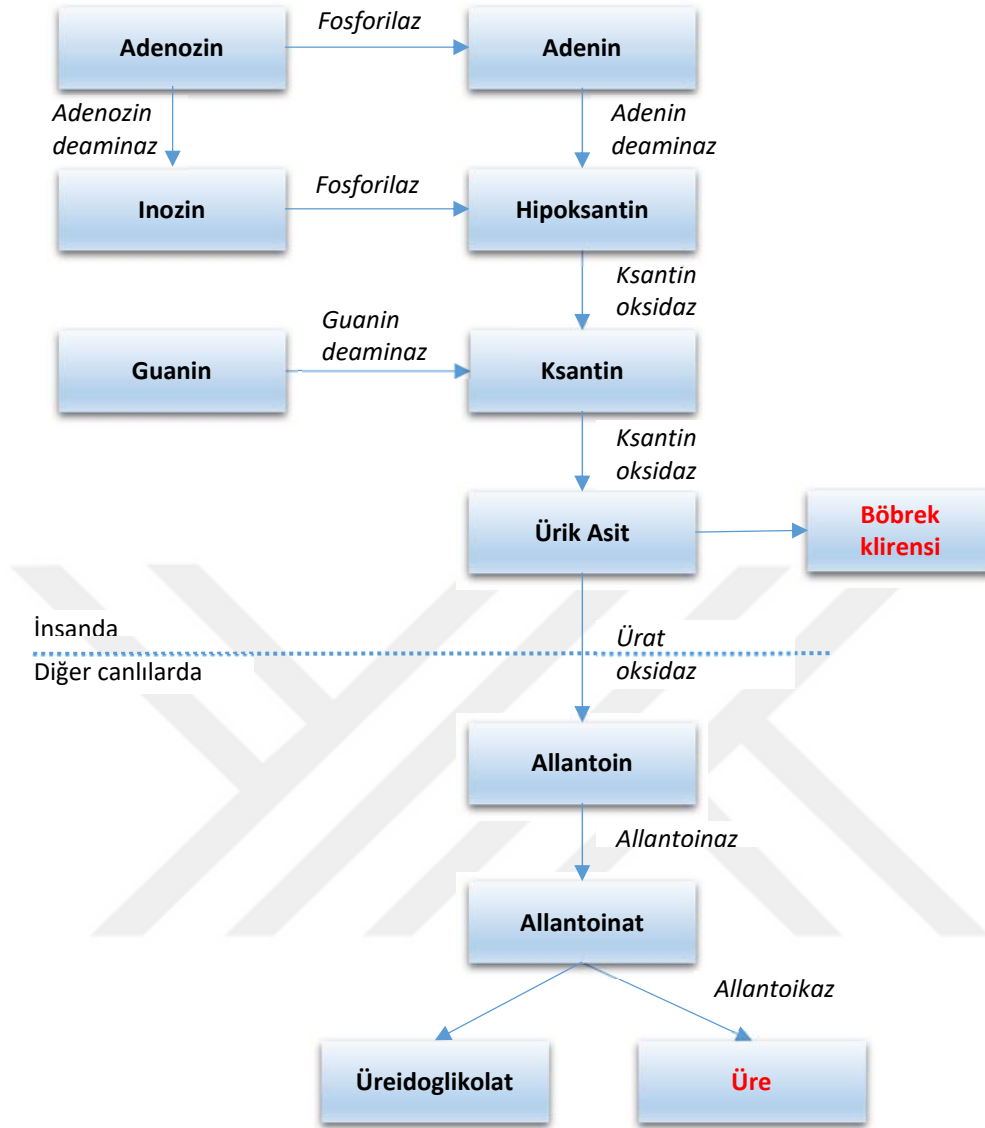 Fosforilaz
Adenozin
Adenin
Adenozin
deaminaz
Adenin
deaminaz
Fosforilaz
Inozin
Hipoksantin
Ksantin
oksidaz
Guanin
deaminaz
Guanin
Ksantin
Ksantin
oksidaz
Ürik Asit
Böbrek
klirensi
İnsanda
Diğer canlılarda
Ürat
oksidaz
Allantoin
Allantoinaz
Allantoinat
Allantoikaz
Üreidoglikolat
Üre